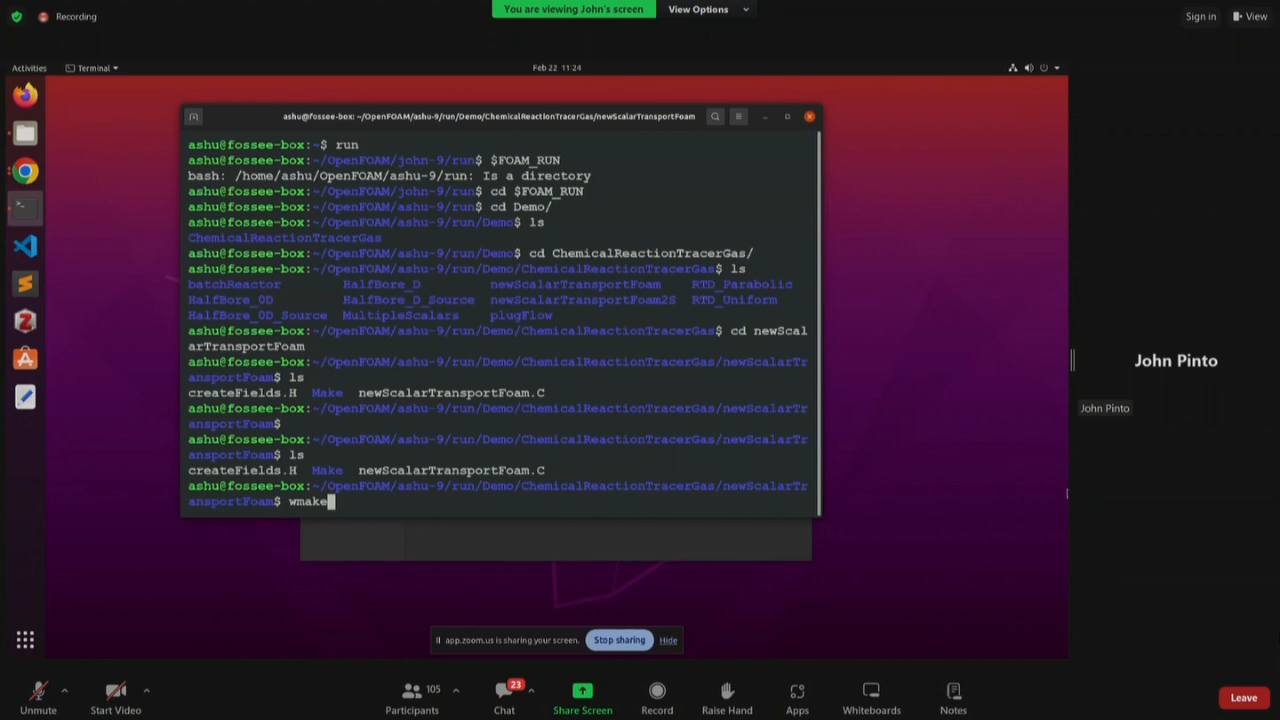 Recording
You are viewing John's screen
View Options
Sign in
View
Activities
Terminal
Feb 22 11:24
ashu@fossee-box: ~/OpenFOAM/ashu-9/run/Demo/ChemicalReactionTracerGas/newScalarTransportFoam
ashu@fossee-box:~$ run
ashu@fossee-box:~/OpenFOAM/john-9/run$ $FOAM_RUN
bash: /home/ashu/OpenFOAM/ashu-9/run: Is a directory
ashu@fossee-box:~/OpenFOAM/john-9/run$ cd $FOAM_RUN
ashu@fossee-box:~/OpenFOAM/ashu-9/run$ cd Demo/
ashu@fossee-box:~/OpenFOAM/ashu-9/run/Demo$ ls
ChemicalReactionTracerGas
ashu@fossee-box:~/OpenFOAM/ashu-9/run/Demo$ cd ChemicalReactionTracerGas/
ashu@fossee-box:~/OpenFOAM/ashu-9/run/Demo/ChemicalReactionTracerGas$ ls
batchReactor HalfBore_D newScalarTransportFoam RTD_Parabolic
HalfBore_0D HalfBore_D_Source newScalarTransportFoam2S RTD_Uniform
HalfBore_0D_Source MultipleScalars plugFlow
ashu@fossee-box:~/OpenFOAM/ashu-9/run/Demo/ChemicalReactionTracerGas$ cd newScal
arTransportFoam
ashu@fossee-box:~/OpenFOAM/ashu-9/run/Demo/ChemicalReactionTracerGas/newScalarTr
ansportFoam$ ls
createFields.H Make newScalarTransportFoam.C
ashu@fossee-box:~/OpenFOAM/ashu-9/run/Demo/ChemicalReactionTracerGas/newScalarTr
ansportFoam$
ashu@fossee-box:~/OpenFOAM/ashu-9/run/Demo/ChemicalReactionTracerGas/newScalarTr
ansportFoam$ ls
createFields.H Make newScalarTransportFoam.C
ashu@fossee-box:~/OpenFOAM/ashu-9/run/Demo/ChemicalReactionTracerGas/newScalarTr
ansportFoam$ wmake
John Pinto
John Pinto
app.zoom.us is sharing your screen.
Stop sharing
Hide
Unmute
Start Video
105
Participants
23
Chat
Share Screen
Record
Raise Hand
Apps
Whiteboards
Notes
Leave